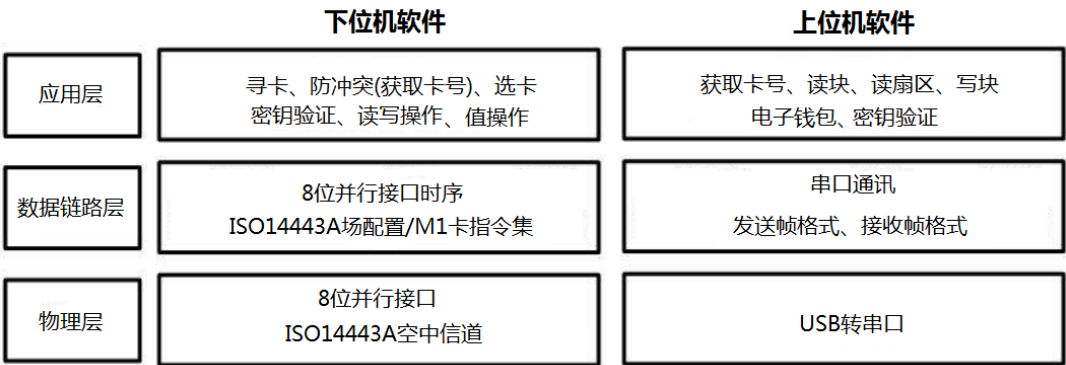 下位机软件
上位机软件
应用层
寻卡、防冲突(获取卡号)、选卡
密钥验证、读写操作、值操作
获取卡号、读块、读扇区、写块
电子钱包、密钥验证
数据链路层
8位并行接口时序
ISO14443A场配置/M1卡指令集
串口通讯
发送帧格式、接收帧格式
物理层
8位并行接口
ISO14443A空中信道
USB转串口